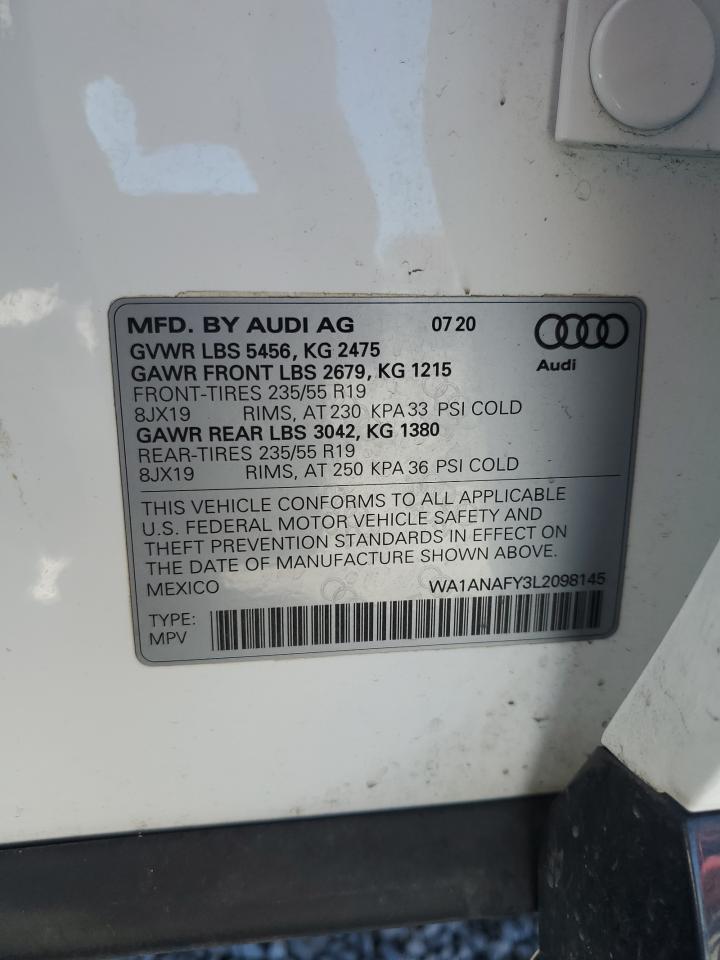 MFD. BY AUDI AG 07 20
GVWR LBS 5456, KG 2475
Audi
GAWR FRONT LBS 2679, KG 1215
FRONT-TIRES 235/55 R19
8JX19 RIMS, AT 230 KPA 33 PSI COLD
GAWR REAR LBS 3042, KG 1380
REAR-TIRES 235/55 R19
8JX19 RIMS, AT 250 KPA 36 PSI COLD
THIS VEHICLE CONFORMS TO ALL APPLICABLE
U.S. FEDERAL MOTOR VEHICLE SAFETY AND
THEFT PREVENTION STANDARDS IN EFFECT ON
THE DATE OF MANUFACTURE SHOWN ABOVE.
MEXICO WA1ANAFY3L2098145
TYPE:
MPV